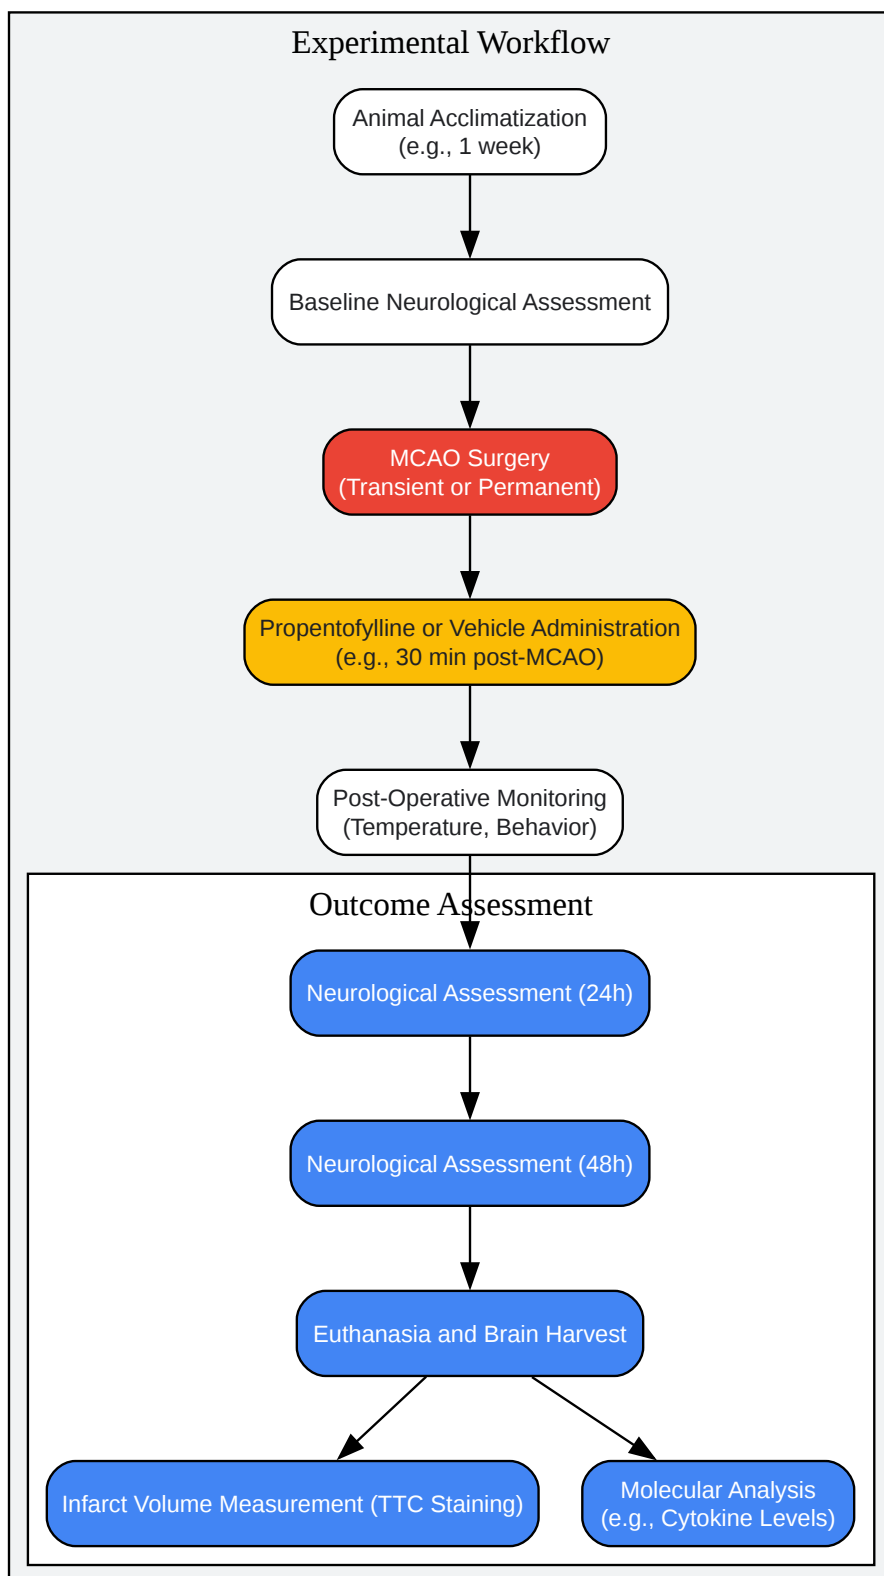 Experimental Workflow
Animal Acclimatization
(e.g., 1 week)
Baseline Neurological Assessment
MCAO Surgery
(Transient or Permanent)
Propentofylline or Vehicle Administration
(e.g., 30 min post-MCAO)
Post-Operative Monitoring
(Temperature, Behavior)
Outcome Assessment
Neurological Assessment (24h)
Neurological Assessment (48h)
Euthanasia and Brain Harvest
Infarct Volume Measurement (TTC Staining)
Molecular Analysis
(e.g., Cytokine Levels)